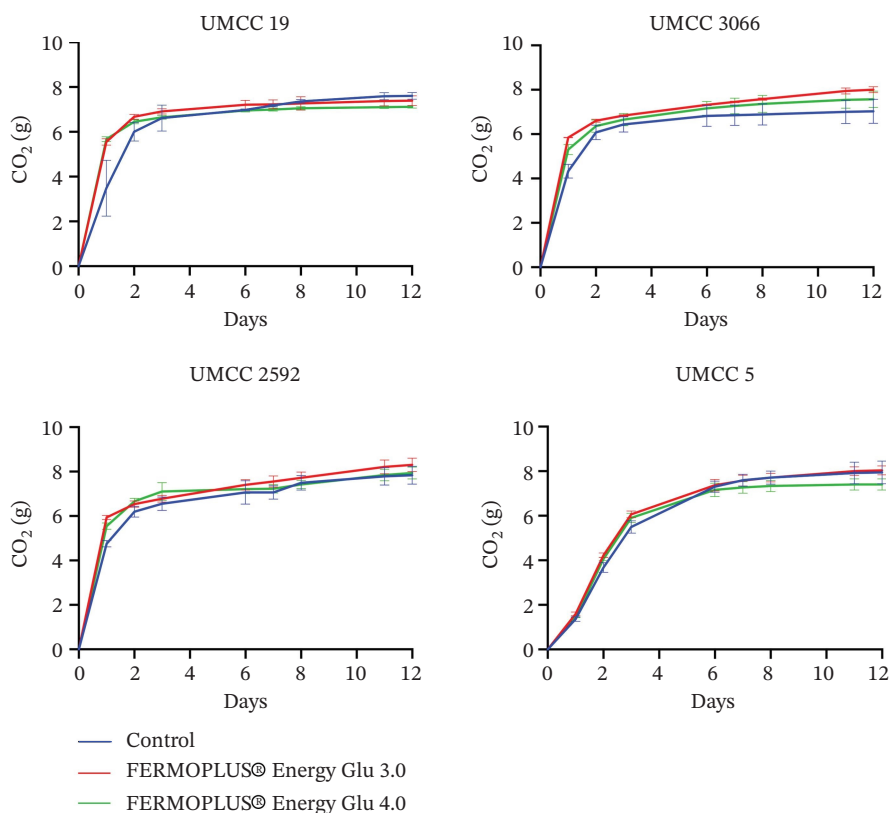 UMCC 19
10
8
6
4
2
0
CO₂ (g)
0 2 4 6 8 10 12
Days
UMCC 3066
10
8
6
4
2
0
CO₂ (g)
0 2 4 6 8 10 12
Days
UMCC 2592
10
8
6
4
2
0
CO₂ (g)
0 2 4 6 8 10 12
Days
UMCC 5
10
8
6
4
2
0
CO₂ (g)
0 2 4 6 8 10 12
Days
Control
FERMOPLUS® Energy Glu 3.0
FERMOPLUS® Energy Glu 4.0